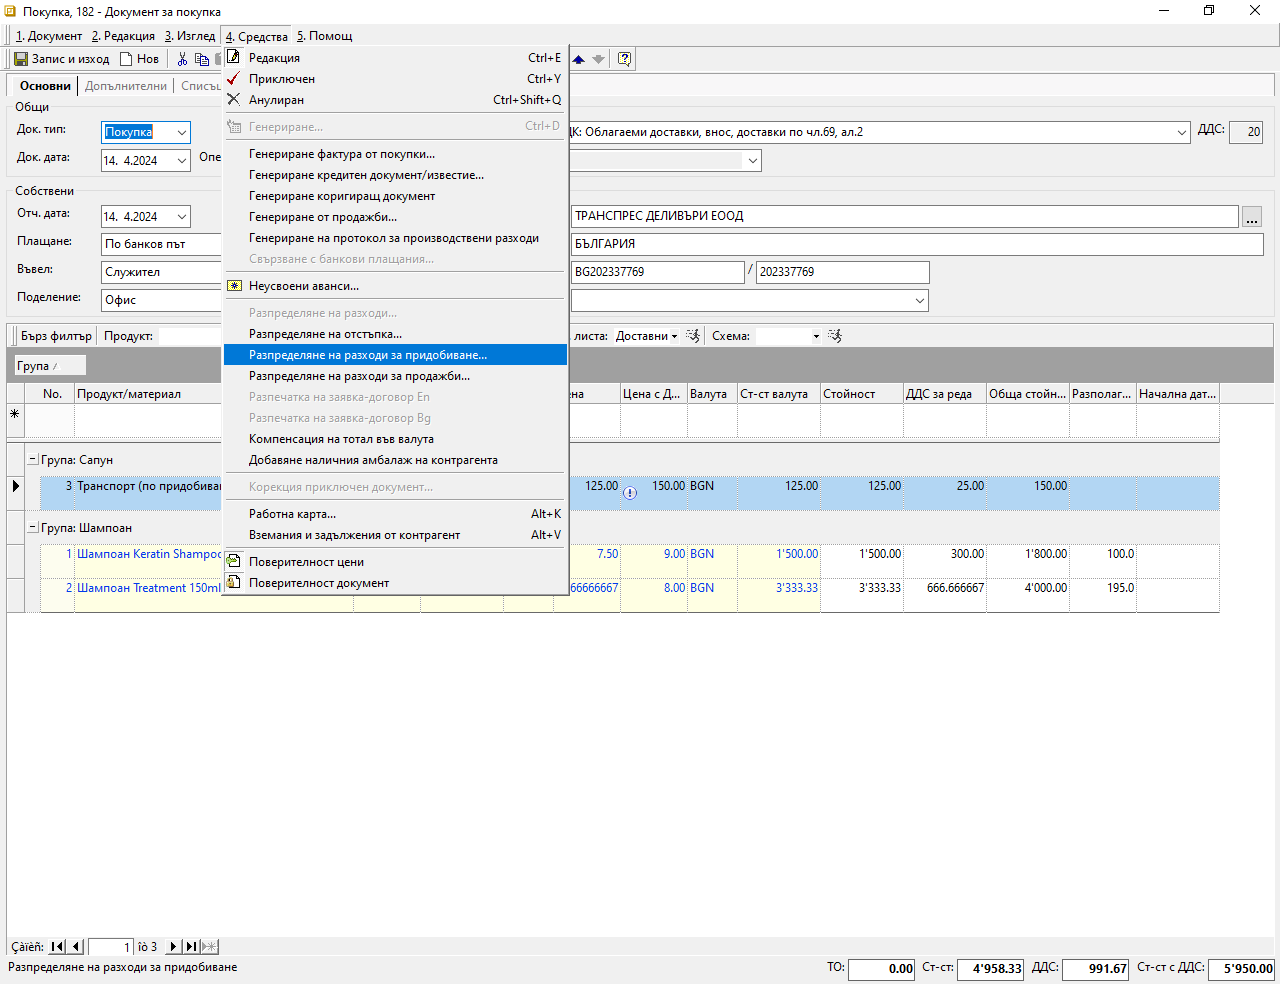 Покупка, 182 - Документ за покупка
1. Документ 2. Редакция 3. Изглед 4. Средства 5. Помощ
Запис и изход Нов
Основни Допълнителни
Общи
Док. тип: Покупка
ДК: Облагаеми доставки, внос, доставки по чл.69, ал.2 ДДС: 20
Док. дата: 14. 4.2024
Собствени
Отч. дата: 14. 4.2024 ТРАНСПРЕС ДЕЛИВЪРИ ЕООД ...
Плащане: По банков път БЪЛГАРИЯ
Въвел: Служител BG202337769 / 202337769
Поделение: Офис
Бърз филтър Продукт: листа: Доставни Схема:
Група
No. Продукт/материал Цена с Д... Валута Ст-ст валута Стойност ДДС за реда Обща стойн... Разполаг... Начална дат...
Група: Сапун
3 Транспорт (по придобива 125.00 150.00 BGN 125.00 125.00 25.00 150.00
Група: Шампоан
1 Шампоан Keratin Shampoo 7.50 9.00 BGN 1'500.00 1'500.00 300.00 1'800.00 100.0
2 Шампоан Treatment 150ml 66666667 8.00 BGN 3'333.33 3'333.33 666.666667 4'000.00 195.0
Редакция Ctrl+E
Приключен Ctrl+Y
Анулиран Ctrl+Shift+Q
Генериране... Ctrl+D
Генериране фактура от покупки...
Генериране кредитен документ/известие...
Генериране коригиращ документ
Генериране от продажби...
Генериране на протокол за производствени разходи
Свързване с банкови плащания...
Неусвоени аванси...
Разпределяне на разходи...
Разпределяне на отстъпка...
Разпределяне на разходи за придобиване...
Разпределяне на разходи за продажби...
Разпечатка на заявка-договор En
Разпечатка на заявка-договор Bg
Компенсация на тотал във валута
Добавяне наличния амбалаж на контрагента
Корекция приключен документ...
Работна карта... Alt+K
Вземания и задължения от контрагент Alt+V
Поверителност цени
Поверителност документ
Çàïèñ: 1 îò 3
Разпределяне на разходи за придобиване ТО: 0.00 Ст-ст: 4'958.33 ДДС: 991.67 Ст-ст с ДДС: 5'950.00